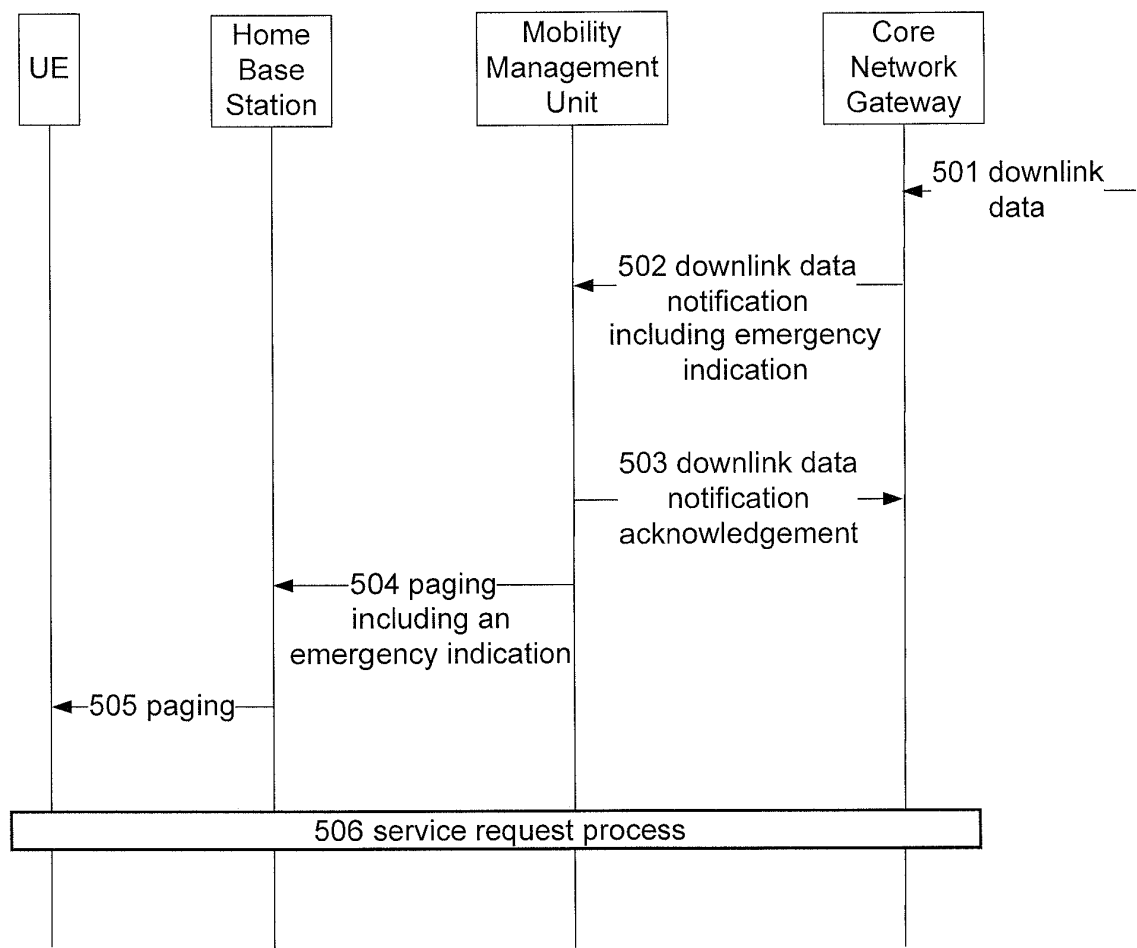 UE
Home
Base
Station
Mobility
Management
Unit
Core
Network
Gateway
501 downlink
data
502 downlink data
notification
including emergency
indication
503 downlink data
notification
acknowledgement
504 paging
including an
emergency indication
505 paging
506 service request process